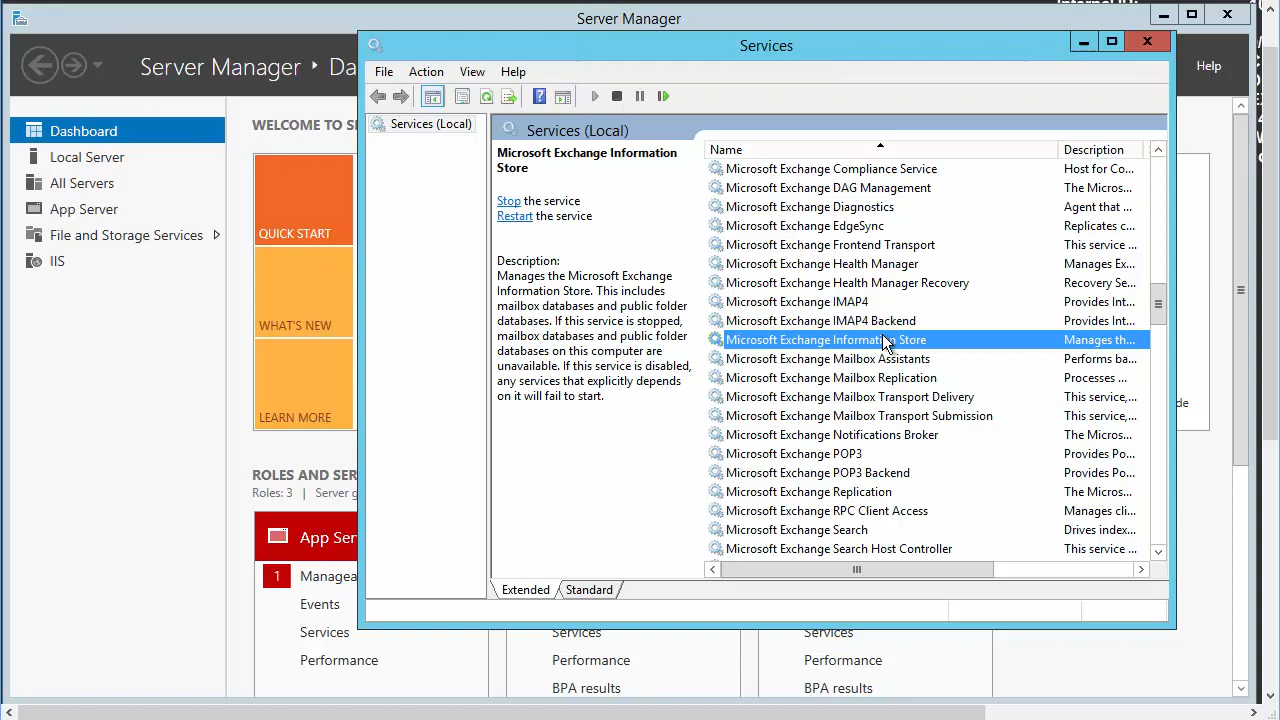 Server Manager
Server Manager
Help
Dashboard
Local Server
All Servers
App Server
File and Storage Services
IIS
QUICK START
WHAT'S NEW
LEARN MORE
ROLES AND SER
Roles: 3 | Server g
App Ser
1 Managea
Events
Services
Performance
Services
Performance
BPA results
Services
Performance
BPA results
Services
File Action View Help
Services (Local)
Services (Local)
Microsoft Exchange Information
Store
Stop the service
Restart the service
Description:
Manages the Microsoft Exchange
Information Store. This includes
mailbox databases and public folder
databases. If this service is stopped,
mailbox databases and public folder
databases on this computer are
unavailable. If this service is disabled,
any services that explicitly depends
on it will fail to start.
Name Description
Microsoft Exchange Compliance Service Host for Co...
Microsoft Exchange DAG Management The Micros...
Microsoft Exchange Diagnostics Agent that ...
Microsoft Exchange EdgeSync Replicates c...
Microsoft Exchange Frontend Transport This service ...
Microsoft Exchange Health Manager Manages Ex...
Microsoft Exchange Health Manager Recovery Recovery Se...
Microsoft Exchange IMAP4 Provides Int...
Microsoft Exchange IMAP4 Backend Provides Int...
Microsoft Exchange Information Store Manages th...
Microsoft Exchange Mailbox Assistants Performs ba...
Microsoft Exchange Mailbox Replication Processes ...
Microsoft Exchange Mailbox Transport Delivery This service,...
Microsoft Exchange Mailbox Transport Submission This service,...
Microsoft Exchange Notifications Broker The Micros...
Microsoft Exchange POP3 Provides Po...
Microsoft Exchange POP3 Backend Provides Po...
Microsoft Exchange Replication The Micros...
Microsoft Exchange RPC Client Access Manages cli...
Microsoft Exchange Search Drives index...
Microsoft Exchange Search Host Controller This service ...
Extended Standard